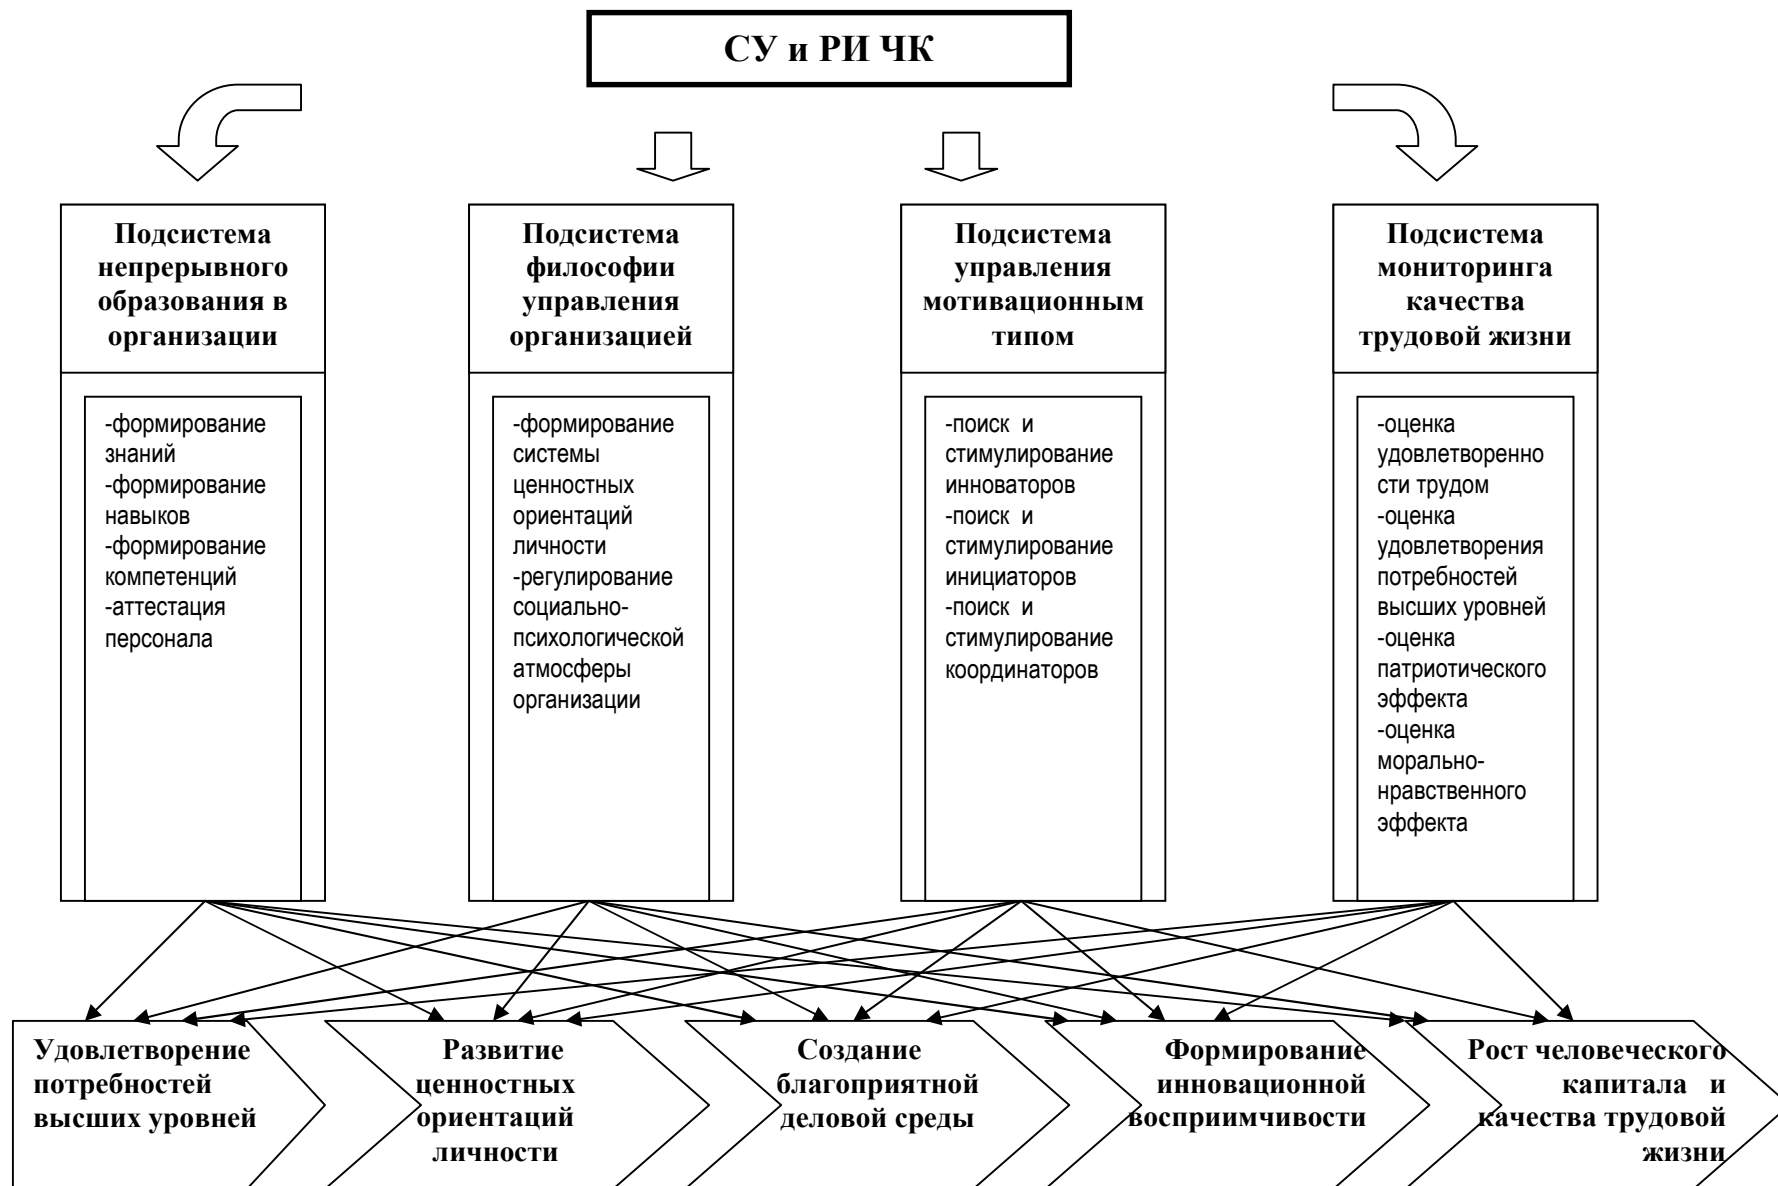 СУ и РИ ЧК
Подсистема
непрерывного
образования в
организации
Подсистема
философии
управления
организацией
Подсистема
управления
мотивационным
типом
Подсистема
мониторинга
качества
трудовой жизни
-формирование
знаний
-формирование
навыков
-формирование
компетенций
-аттестация
персонала
-формирование
системы
ценностных
ориентаций
личности
-регулирование
социально-
психологической
атмосферы
организации
-поиск и
стимулирование
инноваторов
-поиск и
стимулирование
инициаторов
-поиск и
стимулирование
координаторов
-оценка
удовлетворенно
сти трудом
-оценка
удовлетворения
потребностей
высших уровней
-оценка
патриотического
эффекта
-оценка
морально-
нравственного
эффекта
Удовлетворение
потребностей
высших уровней
Развитие
ценностных
ориентаций
личности
Создание
благоприятной
деловой среды
Формирование
инновационной
восприимчивости
Рост человеческого
капитала и
качества трудовой
жизни